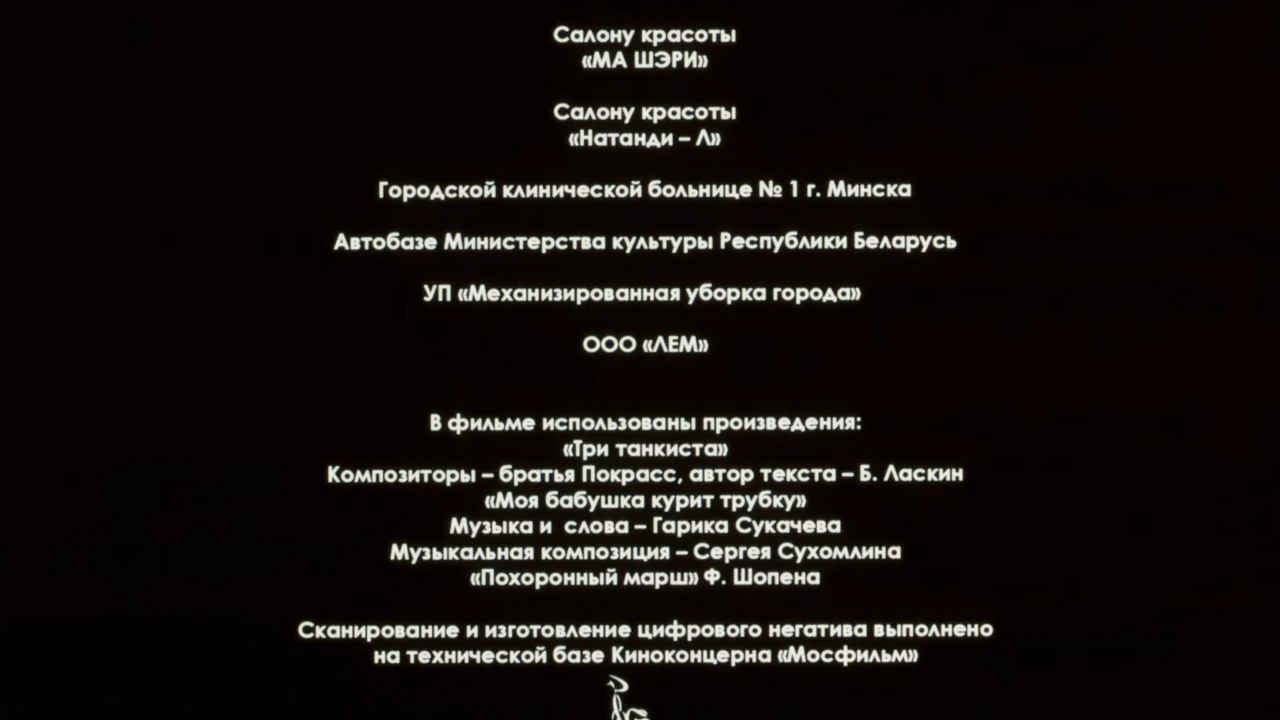 Салону красоты
«МА ШЭРИ»
Салону красоты
«Натанди – Л»
Городской клинической больнице № 1 г. Минска
Автобазе Министерства культуры Республики Беларусь
УП «Механизированная уборка города»
ООО «ЛЕМ»
В фильме использованы произведения:
«Три танкиста»
Композиторы – братья Покрасс, автор текста – Б. Ласкин
«Моя бабушка курит трубку»
Музыка и  слова – Гарика Сукачева
Музыкальная композиция – Сергея Сухомлина
«Похоронный марш» Ф. Шопена
Сканирование и изготовление цифрового негатива выполнено
на технической базе Киноконцерна «Мосфильм»